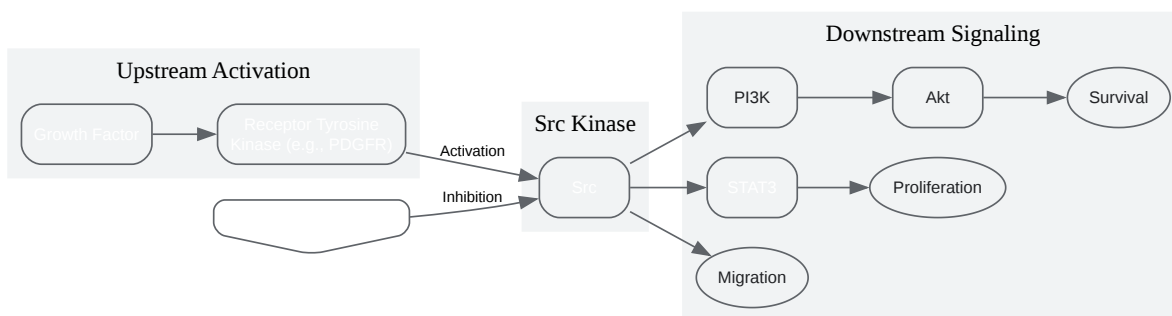 Downstream Signaling
Upstream Activation
Growth Factor
Receptor Tyrosine
Kinase (e.g., PDGFR)
Activation
Inhibition
Src Kinase
Src
PI3K
Akt
Survival
STAT3
Proliferation
Migration